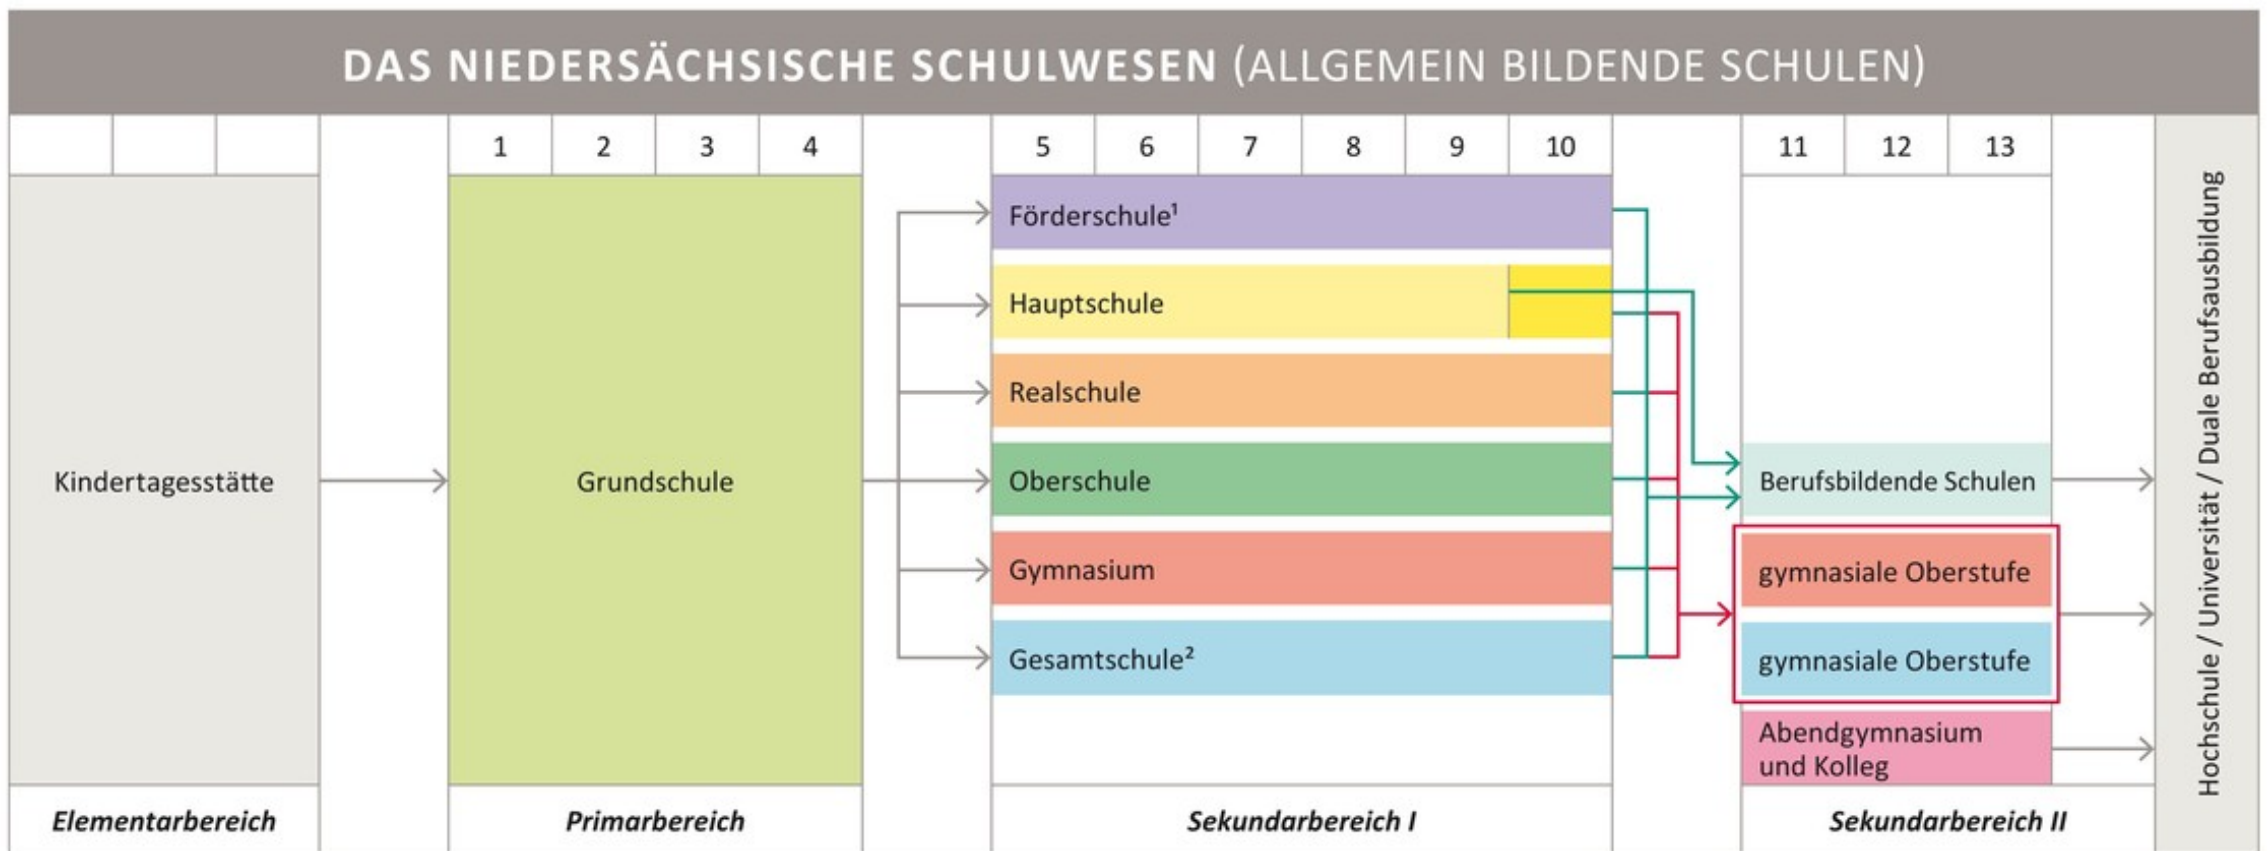 DAS NIEDERSÄCHSISCHE SCHULWESEN (ALLGEMEIN BILDENDE SCHULEN)
1 2 3 4 5 6 7 8 9 10 11 12 13
Kindertagesstätte
Grundschule
Förderschule¹
Hauptschule
Realschule
Oberschule
Gymnasium
Gesamtschule²
Berufsbildende Schulen
gymnasiale Oberstufe
gymnasiale Oberstufe
Abendgymnasium
und Kolleg
Hochschule / Universität / Duale Berufsausbildung
Elementarbereich
Primarbereich
Sekundarbereich I
Sekundarbereich II